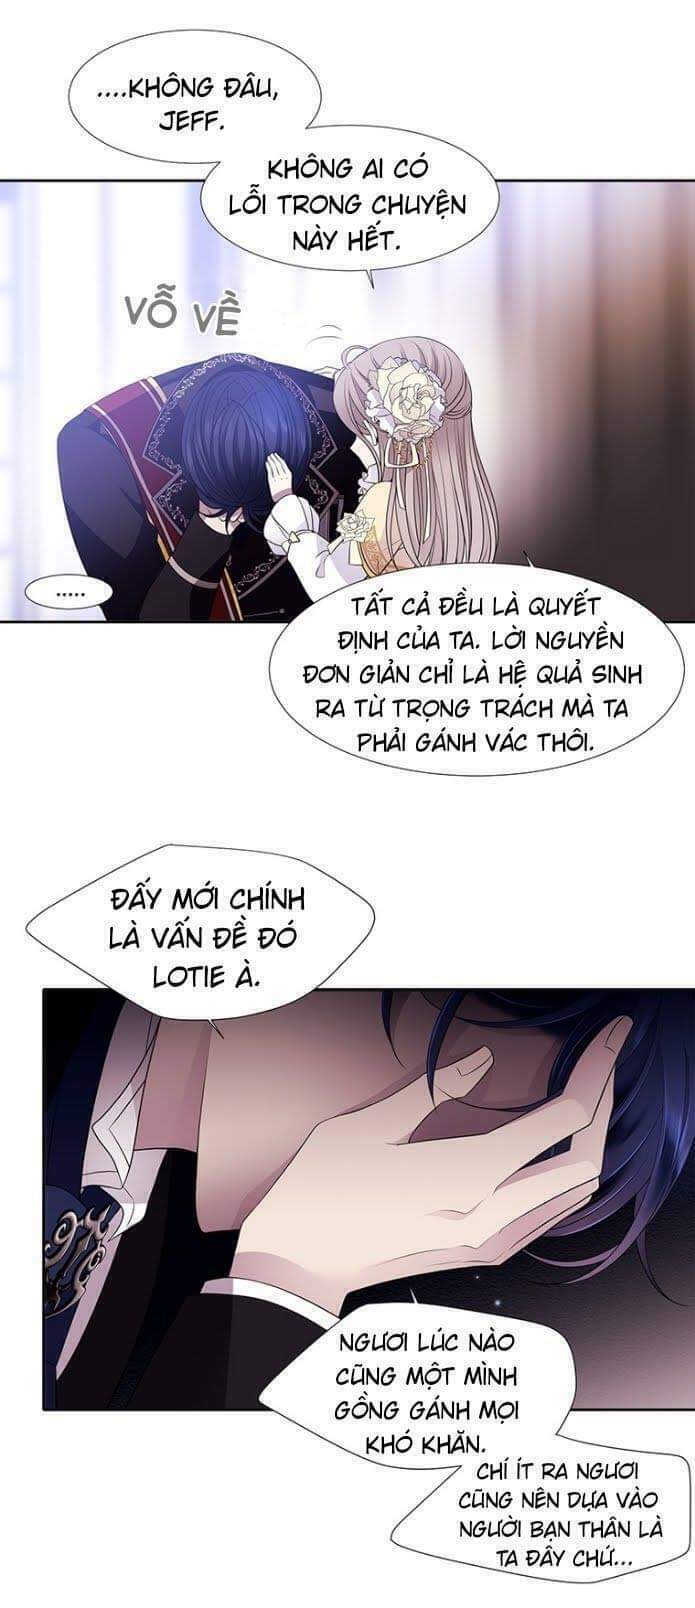 ....KHÔNG ĐÂU,
JEFF.
KHÔNG AI CÓ
LỖI TRONG CHUYỆN
NÀY HẾT.
VỖ VỀ
.....
TẤT CẢ ĐỀU LÀ QUYẾT
ĐỊNH CỦA TA. LỜI NGUYỀN
ĐƠN GIẢN CHỈ LÀ HỆ QUẢ SINH
RA TỪ TRỌNG TRÁCH MÀ TA
PHẢI GÁNH VÁC THÔI.
ĐẤY MỚI CHÍNH
LÀ VẤN ĐỀ ĐÓ
LOTIE À.
NGƯƠI LÚC NÀO
CŨNG MỘT MÌNH
GỒNG GÁNH MỌI
KHÓ KHĂN.
CHÍ ÍT RA NGƯƠI
CŨNG NÊN DỰA VÀO
NGƯỜI BẠN THÂN LÀ
TA ĐÂY CHỨ...